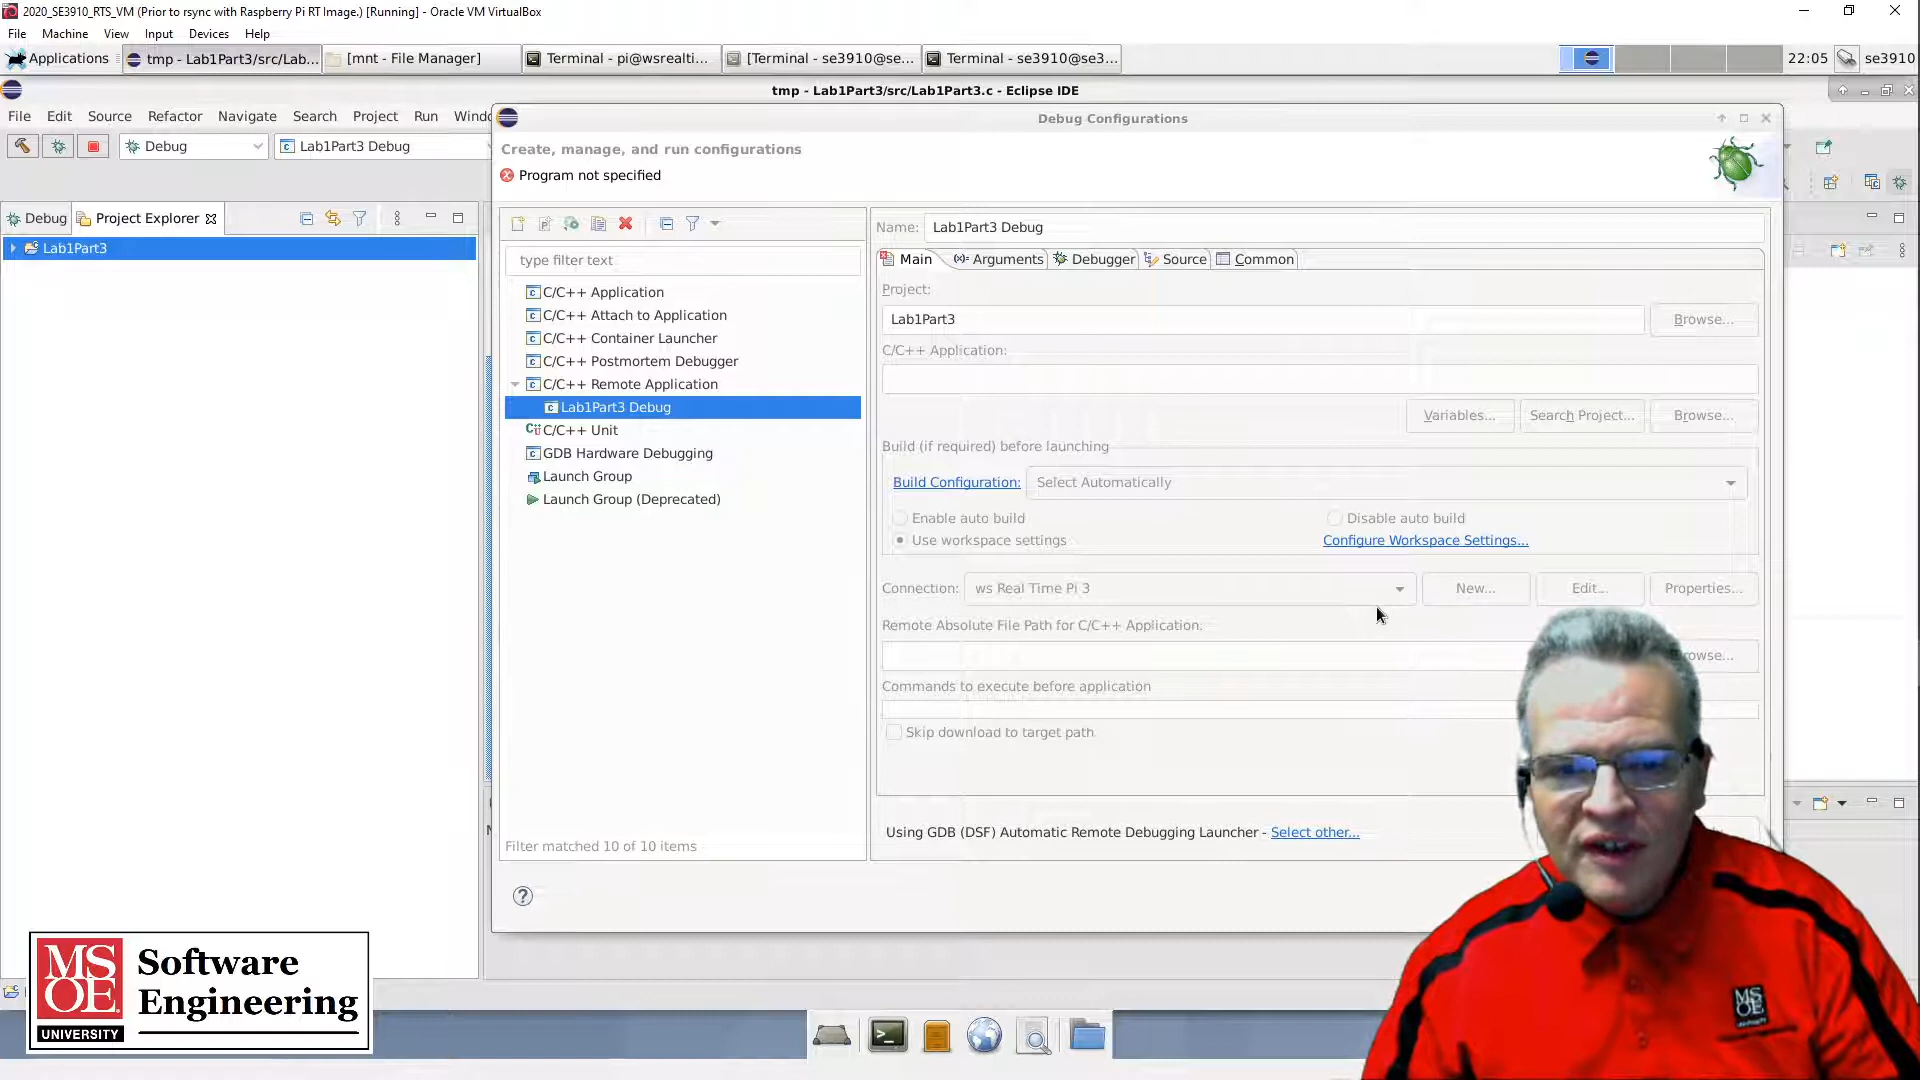 2020_SE3910_RTS_VM (Prior to rsync with Raspberry Pi RT Image.) [Running] - Oracle VM VirtualBox
File Machine View Input Devices Help
Applications tmp - Lab1Part3/src/Lab... [mnt - File Manager] Terminal - pi@wsrealti... [Terminal - se3910@se... Terminal - se3910@se3... 22:05 se3910
tmp - Lab1Part3/src/Lab1Part3.c - Eclipse IDE
File Edit Source Refactor Navigate Search Project Run
Debug Lab1Part3 Debug
Debug Project Explorer
Lab1Part3
Debug Configurations
Create, manage, and run configurations
Program not specified
type filter text
C/C++ Application
C/C++ Attach to Application
C/C++ Container Launcher
C/C++ Postmortem Debugger
C/C++ Remote Application
Lab1Part3 Debug
C/C++ Unit
GDB Hardware Debugging
Launch Group
Launch Group (Deprecated)
Filter matched 10 of 10 items
Name: Lab1Part3 Debug
Main Arguments Debugger Source Common
Project:
Lab1Part3 Browse...
C/C++ Application:
Variables... Search Project... Browse...
Build (if required) before launching
Build Configuration: Select Automatically
Enable auto build Disable auto build
Use workspace settings Configure Workspace Settings...
Connection: ws Real Time Pi 3 New... Edit... Properties...
Remote Absolute File Path for C/C++ Application:
Commands to execute before application
Skip download to target path
Using GDB (DSF) Automatic Remote Debugging Launcher - Select other...
MSOE
UNIVERSITY
Software
Engineering
MSOE